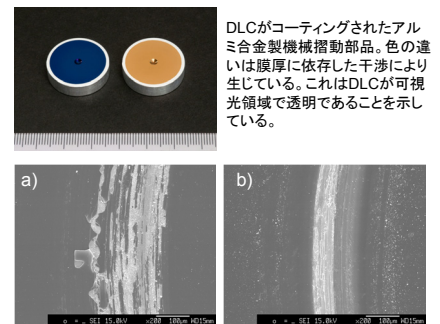 DLCがコーティングされたアル
ミ合金製機械摺動部品。色の違
いは膜厚に依存した干渉により
生じている。これはDLCが可視
光領域で透明であることを示し
ている。
a)
b)
SEI 15.0kV ×200 100μm WD15mm
SEI 15.0kV ×200 100μm WD15mm